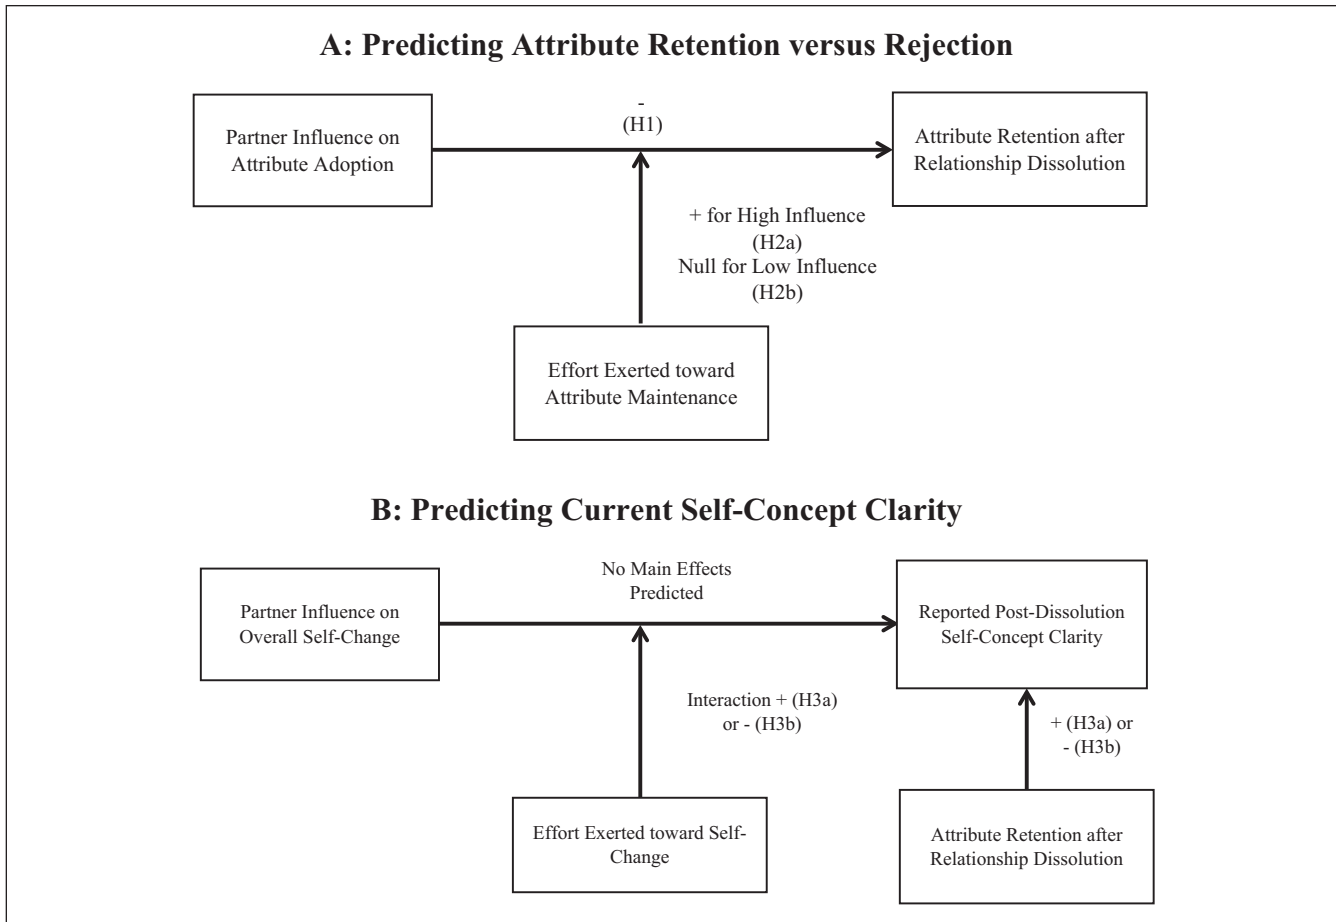 A: Predicting Attribute Retention versus Rejection
-
(H1)
Partner Influence on
Attribute Adoption
Attribute Retention after
Relationship Dissolution
+ for High Influence
(H2a)
Null for Low Influence
(H2b)
Effort Exerted toward
Attribute Maintenance
B: Predicting Current Self-Concept Clarity
No Main Effects
Predicted
Partner Influence on
Overall Self-Change
Reported Post-Dissolution
Self-Concept Clarity
Interaction + (H3a)
or - (H3b)
+ (H3a) or
- (H3b)
Effort Exerted toward Self-
Change
Attribute Retention after
Relationship Dissolution